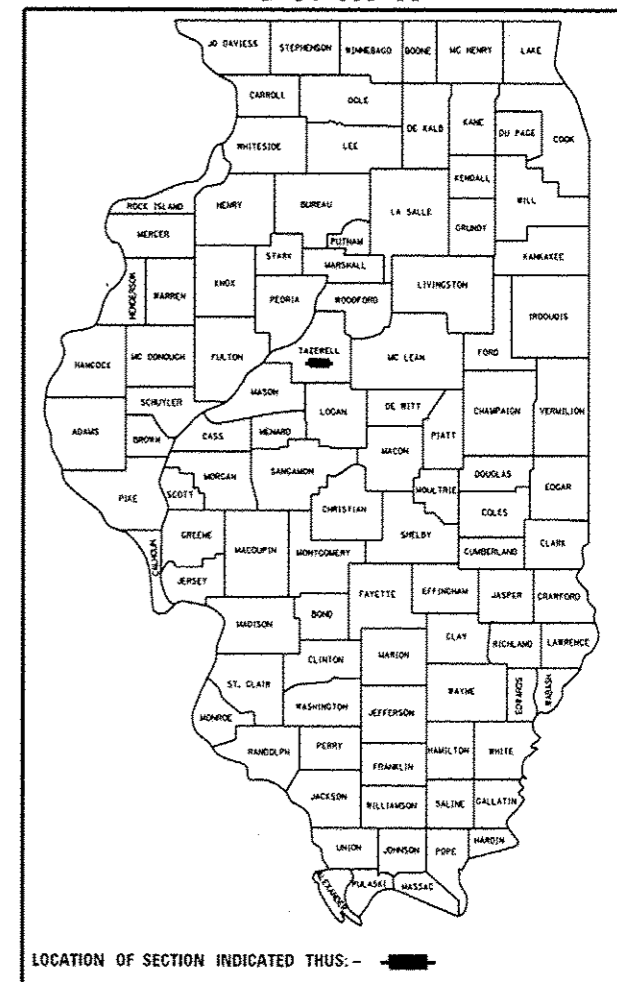 JO DAVIESS STEPHENSON WINNEBAGO BOONE MC HENRY LAKE
CARROLL OGLE DE KALB KANE DU PAGE COOK
WHITESIDE LEE
KENDALL WILL
ROCK ISLAND HENRY BUREAU LA SALLE GRUNDY
MERCER PUTNAM
STARK MARSHALL KANKAKEE
HENDERSON WARREN KNOX PEORIA WOODFORD LIVINGSTON IROQUOIS
TAZEWELL
HANCOCK MC DONOUGH FULTON MC LEAN FORD
MASON
SCHUYLER LOGAN DE WITT CHAMPAIGN VERMILION
ADAMS BROWN CASS MENARD MACON PIATT
MORGAN SANGAMON DOUGLAS EDGAR
PIKE SCOTT CHRISTIAN MOULTRIE COLES
GREENE MACOUPIN MONTGOMERY SHELBY CUMBERLAND CLARK
CALHOUN JERSEY
FAYETTE EFFINGHAM JASPER CRAWFORD
MADISON BOND
CLAY RICHLAND LAWRENCE
CLINTON MARION
ST. CLAIR WAYNE EDWARDS WABASH
WASHINGTON JEFFERSON
MONROE
RANDOLPH PERRY HAMILTON WHITE
FRANKLIN
JACKSON WILLIAMSON SALINE GALLATIN
UNION JOHNSON POPE HARDIN
ALEXANDER PULASKI MASSAC
LOCATION OF SECTION INDICATED THUS: -